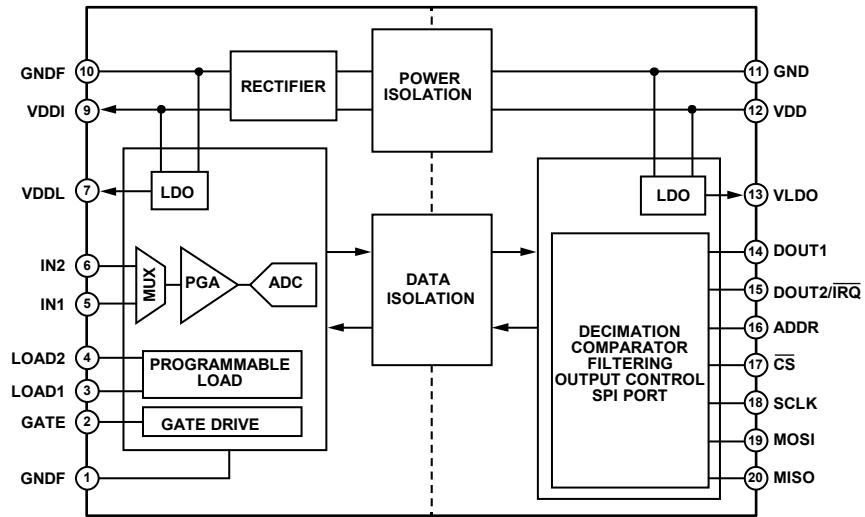 GNDF 10
VDDI 9
VDDL 7
IN2 6
IN1 5
LOAD2 4
LOAD1 3
GATE 2
GNDF 1
RECTIFIER
POWER
ISOLATION
LDO
MUX
PGA
ADC
PROGRAMMABLE
LOAD
GATE DRIVE
DATA
ISOLATION
LDO
DECIMATION
COMPARATOR
FILTERING
OUTPUT CONTROL
SPI PORT
11 GND
12 VDD
13 VLDO
14 DOUT1
15 DOUT2/I̅R̅Q̅
16 ADDR
17 C̅S̅
18 SCLK
19 MOSI
20 MISO